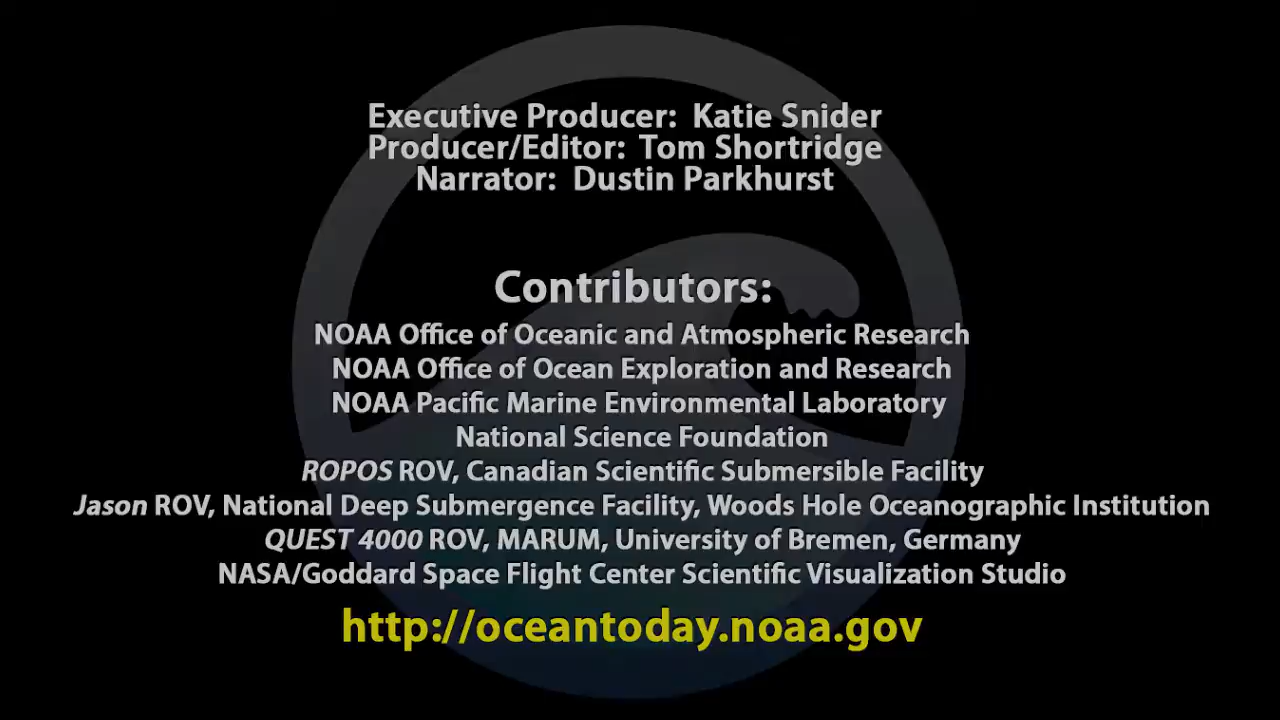 Executive Producer: Katie Snider
Producer/Editor: Tom Shortridge
Narrator: Dustin Parkhurst
Contributors:
NOAA Office of Oceanic and Atmospheric Research
NOAA Office of Ocean Exploration and Research
NOAA Pacific Marine Environmental Laboratory
National Science Foundation
ROPOS ROV, Canadian Scientific Submersible Facility
Jason ROV, National Deep Submergence Facility, Woods Hole Oceanographic Institution
QUEST 4000 ROV, MARUM, University of Bremen, Germany
NASA/Goddard Space Flight Center Scientific Visualization Studio
http://oceantoday.noaa.gov